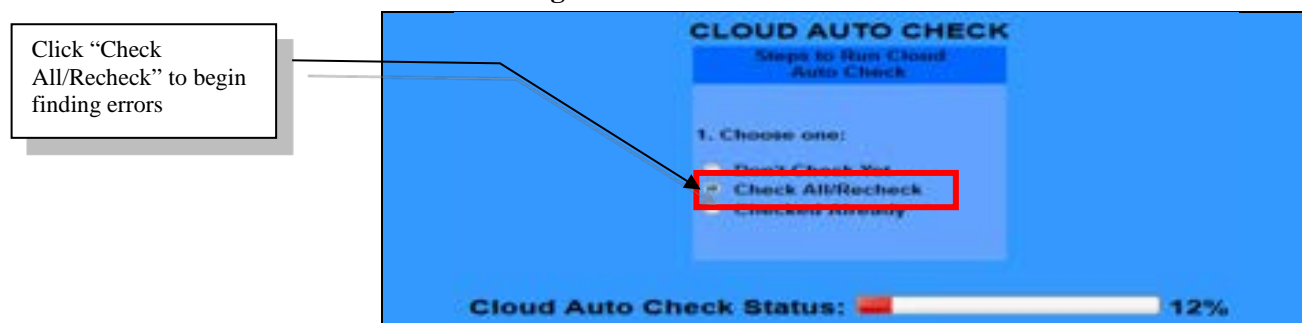 Click “Check
All/Recheck” to begin
finding errors
CLOUD AUTO CHECK
Steps to Run Cloud
Auto Check
1. Choose one:
Don't Check Yet
Check All/Recheck
Checked Already
Cloud Auto Check Status: 12%